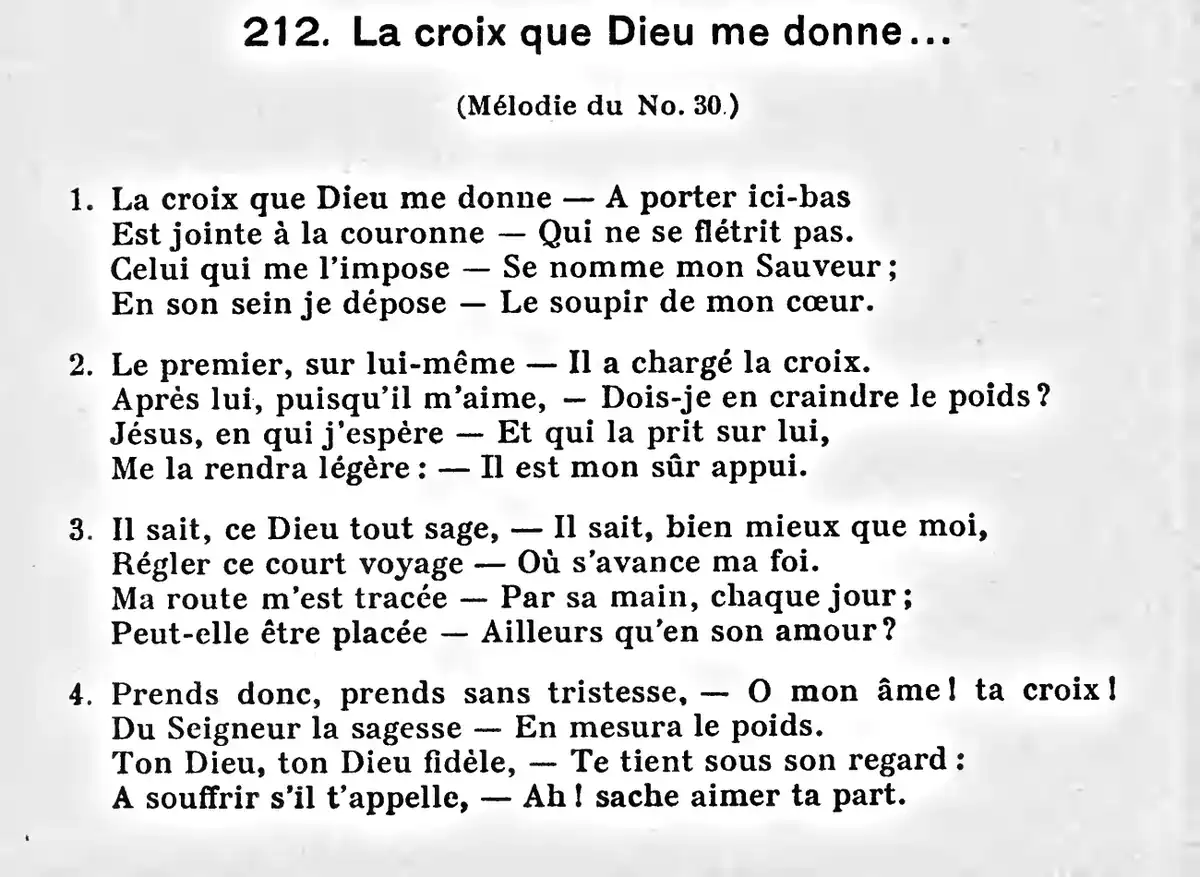 212. La croix que Dieu me donne...
(Mélodie du No. 30.)
1. La croix que Dieu me donne — A porter ici-bas
Est jointe à la couronne — Qui ne se flétrit pas.
Celui qui me l'impose — Se nomme mon Sauveur ;
En son sein je dépose — Le soupir de mon cœur.
2. Le premier, sur lui-même — Il a chargé la croix.
Après lui, puisqu'il m'aime, — Dois-je en craindre le poids ?
Jésus, en qui j'espère — Et qui la prit sur lui,
Me la rendra légère : — Il est mon sûr appui.
3. Il sait, ce Dieu tout sage, — Il sait, bien mieux que moi,
Régler ce court voyage — Où s'avance ma foi.
Ma route m'est tracée — Par sa main, chaque jour ;
Peut-elle être placée — Ailleurs qu'en son amour ?
4. Prends donc, prends sans tristesse, — O mon âme ! ta croix !
Du Seigneur la sagesse — En mesura le poids.
Ton Dieu, ton Dieu fidèle, — Te tient sous son regard :
A souffrir s'il t'appelle, — Ah ! sache aimer ta part.